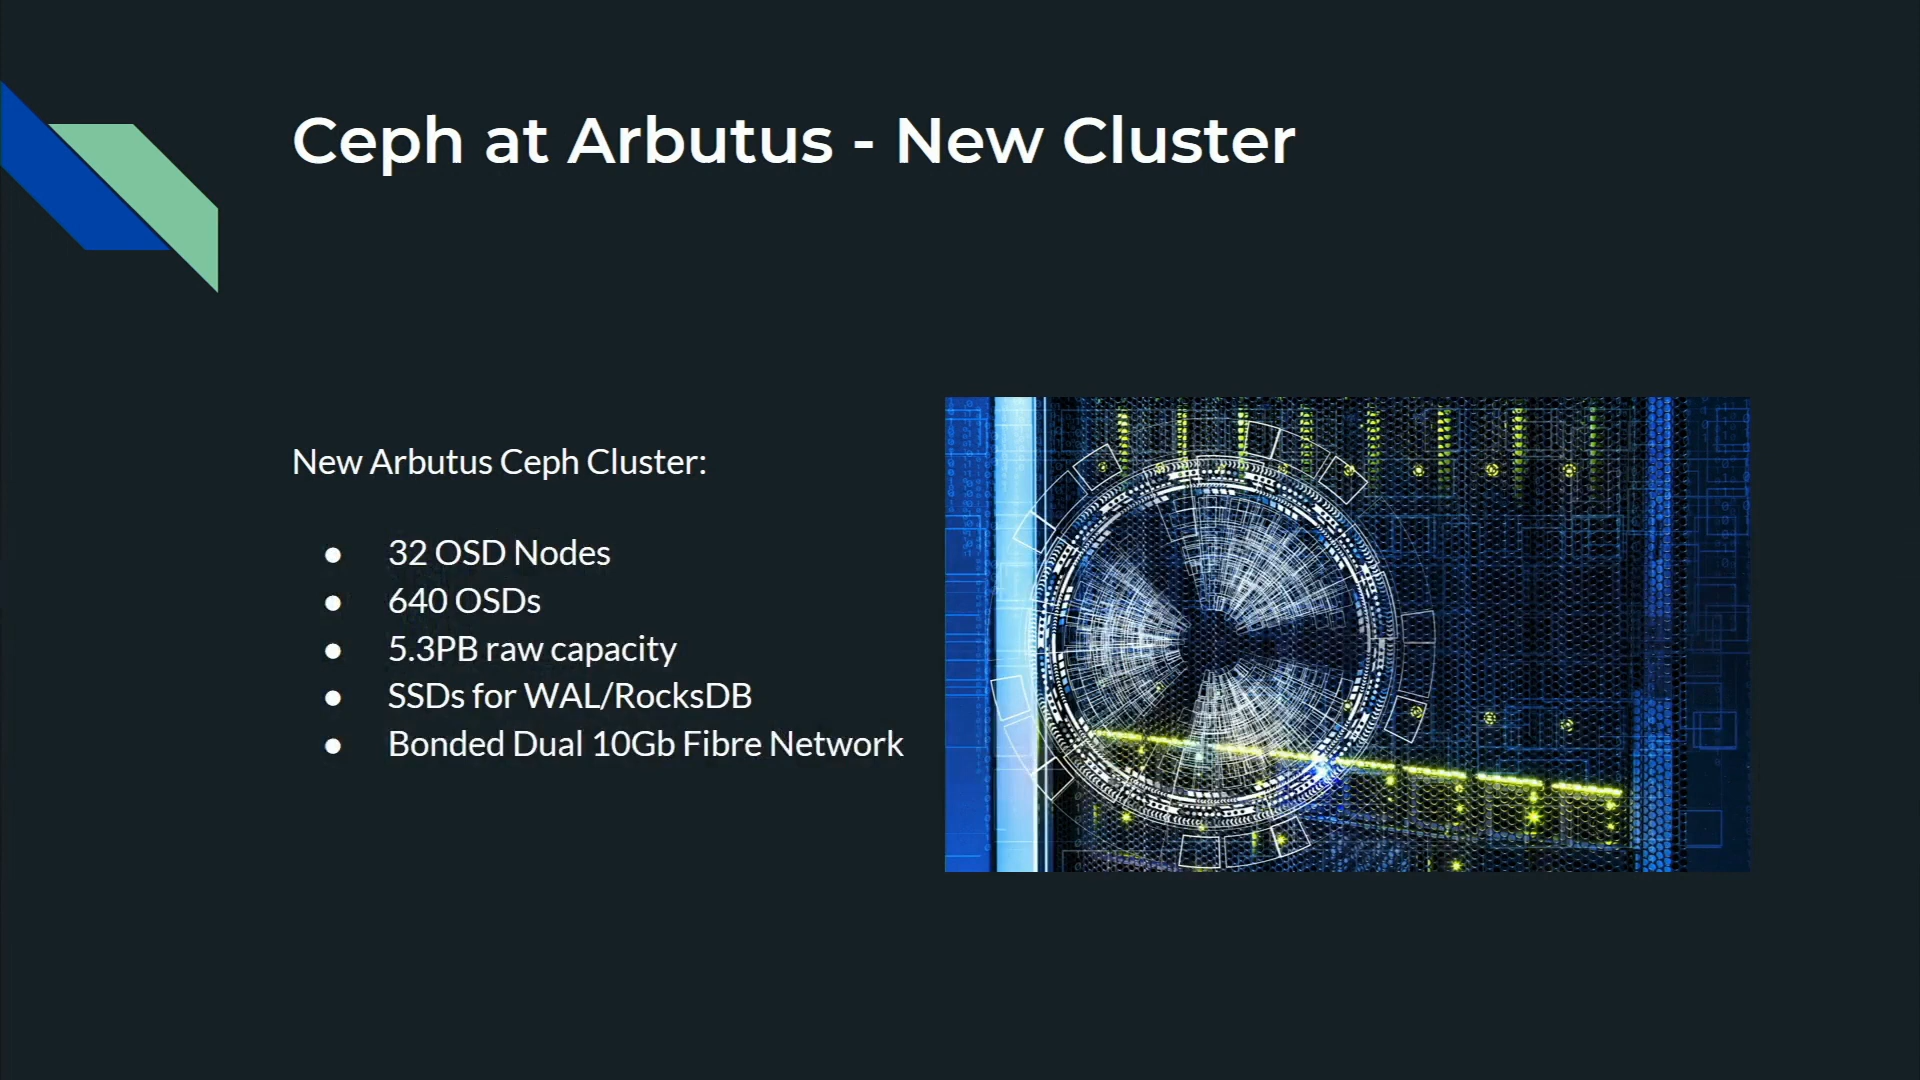 Ceph at Arbutus - New Cluster
New Arbutus Ceph Cluster:
● 32 OSD Nodes
● 640 OSDs
● 5.3PB raw capacity
● SSDs for WAL/RocksDB
● Bonded Dual 10Gb Fibre Network